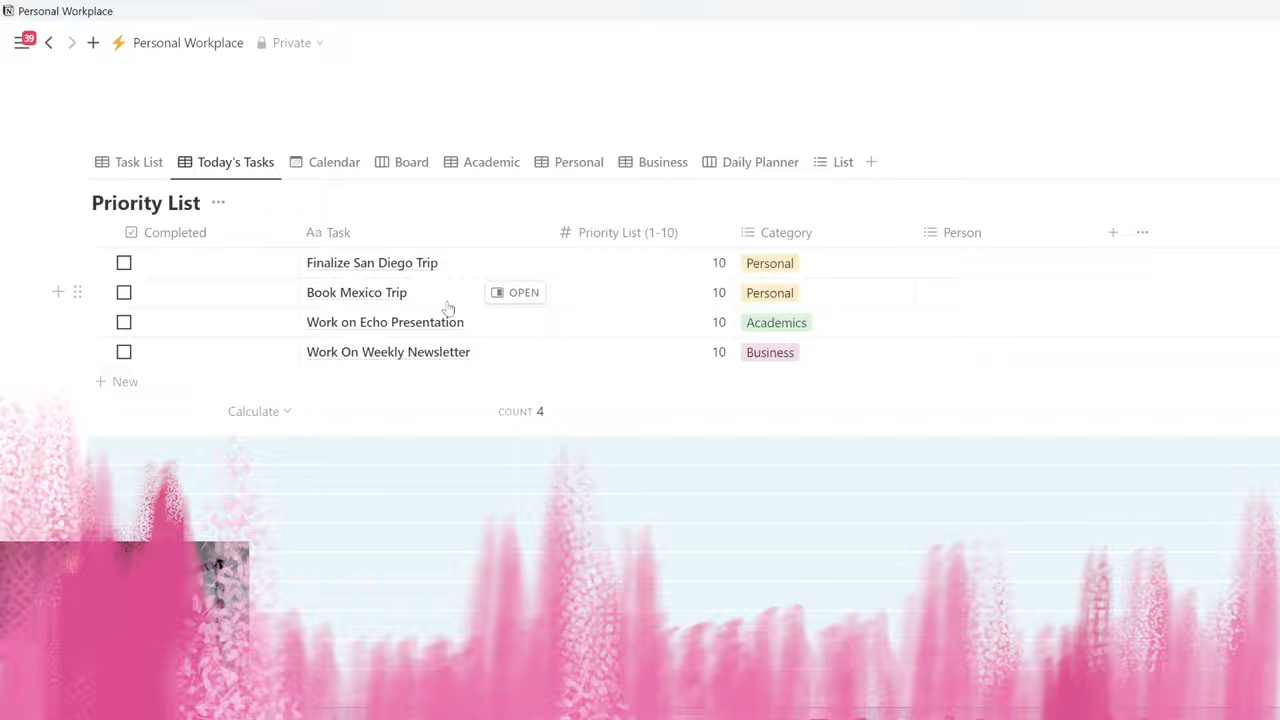 Personal Workplace
39 Personal Workplace Private
Task List Today's Tasks Calendar Board Academic Personal Business Daily Planner List
Priority List
Completed Aa Task # Priority List (1-10) Category Person
Finalize San Diego Trip 10 Personal
Book Mexico Trip OPEN 10 Personal
Work on Echo Presentation 10 Academics
Work On Weekly Newsletter 10 Business
+ New
Calculate COUNT 4